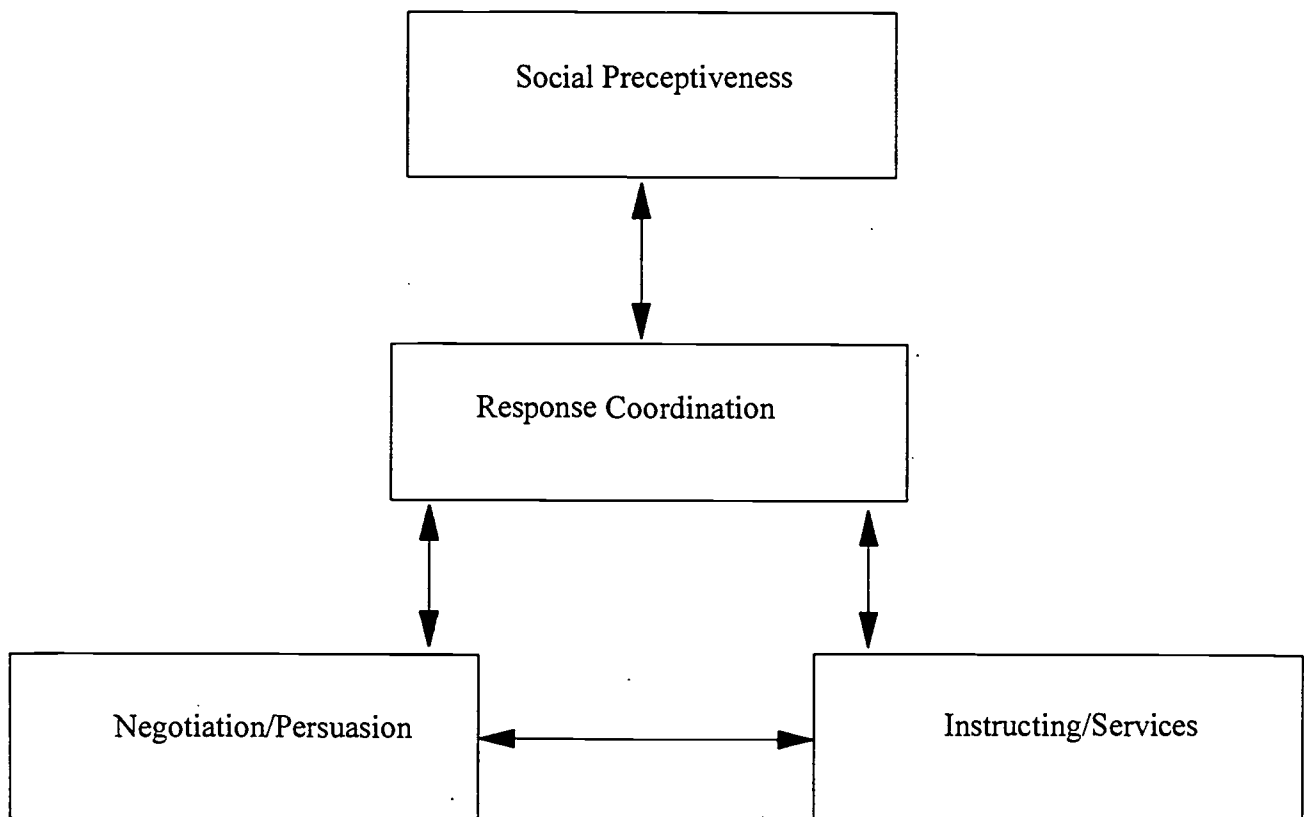 Social Preceptiveness
Response Coordination
Negotiation/Persuasion
Instructing/Services